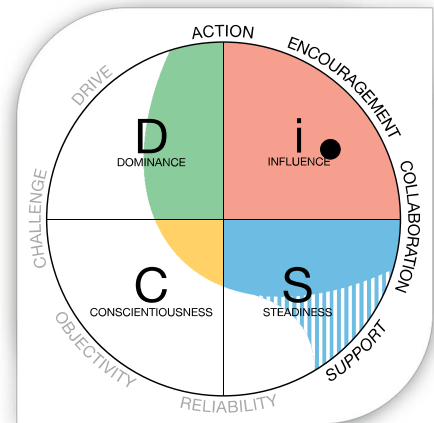 ACTION
ENCOURAGEMENT
DRIVE
D
DOMINANCE
i
INFLUENCE
CHALLENGE
COLLABORATION
C
CONSCIENTIOUSNESS
S
STEADINESS
OBJECTIVITY
SUPPORT
RELIABILITY